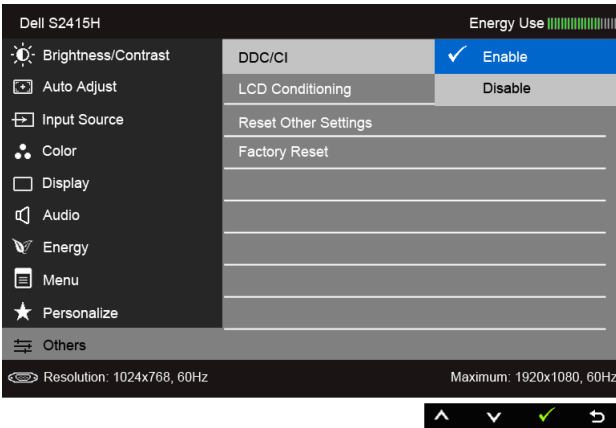 Dell S2415H Energy Use
Brightness/Contrast DDC/CI Enable
Auto Adjust LCD Conditioning Disable
Input Source Reset Other Settings
Color Factory Reset
Display
Audio
Energy
Menu
Personalize
Others
Resolution: 1024x768, 60Hz Maximum: 1920x1080, 60Hz